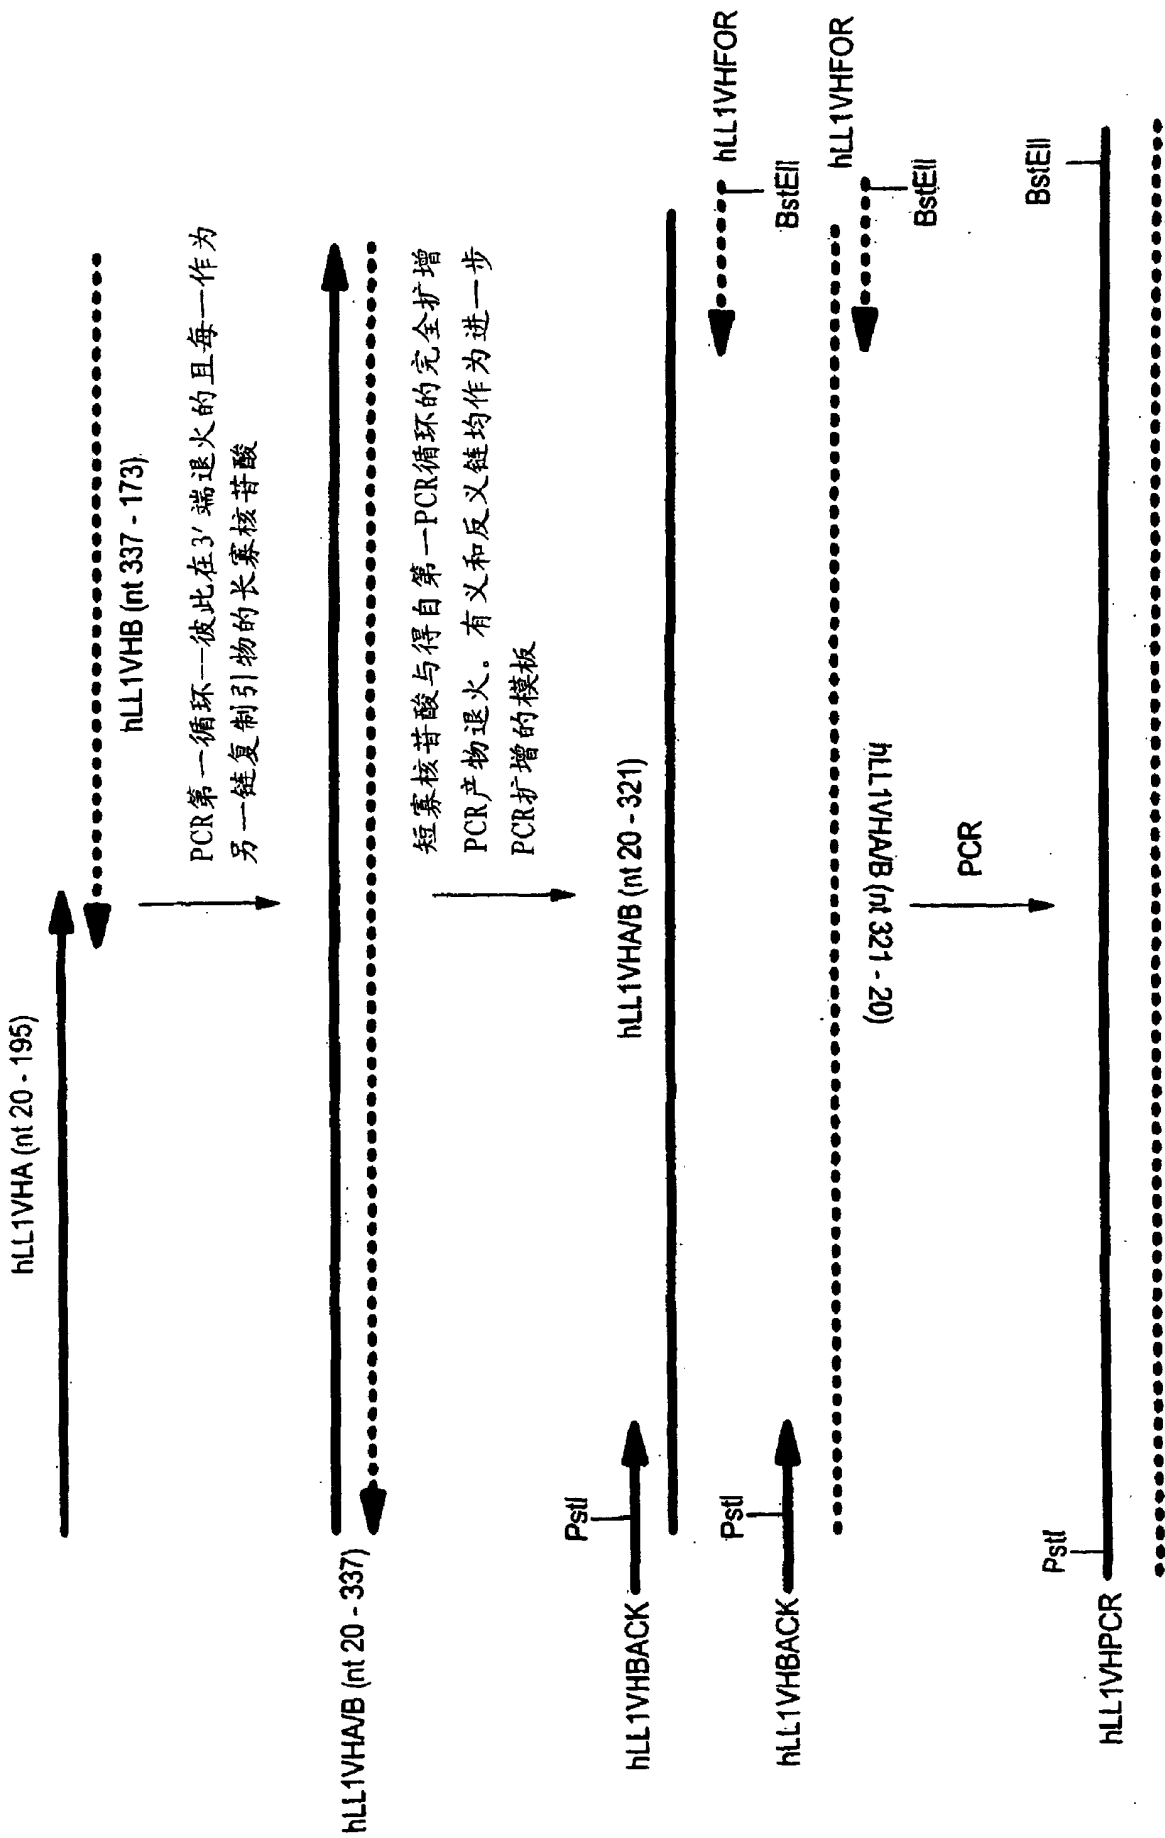 hLL1VHA (nt 20 - 195)
hLL1VHB (nt 337 - 173)
PCR第一循环---彼此在3′端退火的且每一作为
另一链复制引物的长寡核苷酸
hLL1VHA/B (nt 20 - 337)
短寡核苷酸与得自第一PCR循环的完全扩增
PCR产物退火。有义和反义链均作为进一步
PCR扩增的模板
hLL1VHA/B (nt 20 - 321)
PstI
hLL1VHBACK
hLL1VHFOR
BstEII
PstI
hLL1VHBACK
hLL1VHFOR
BstEII
hLL1VHA/B (nt 321 - 20)
PCR
PstI
BstEII
hLL1VHPCR